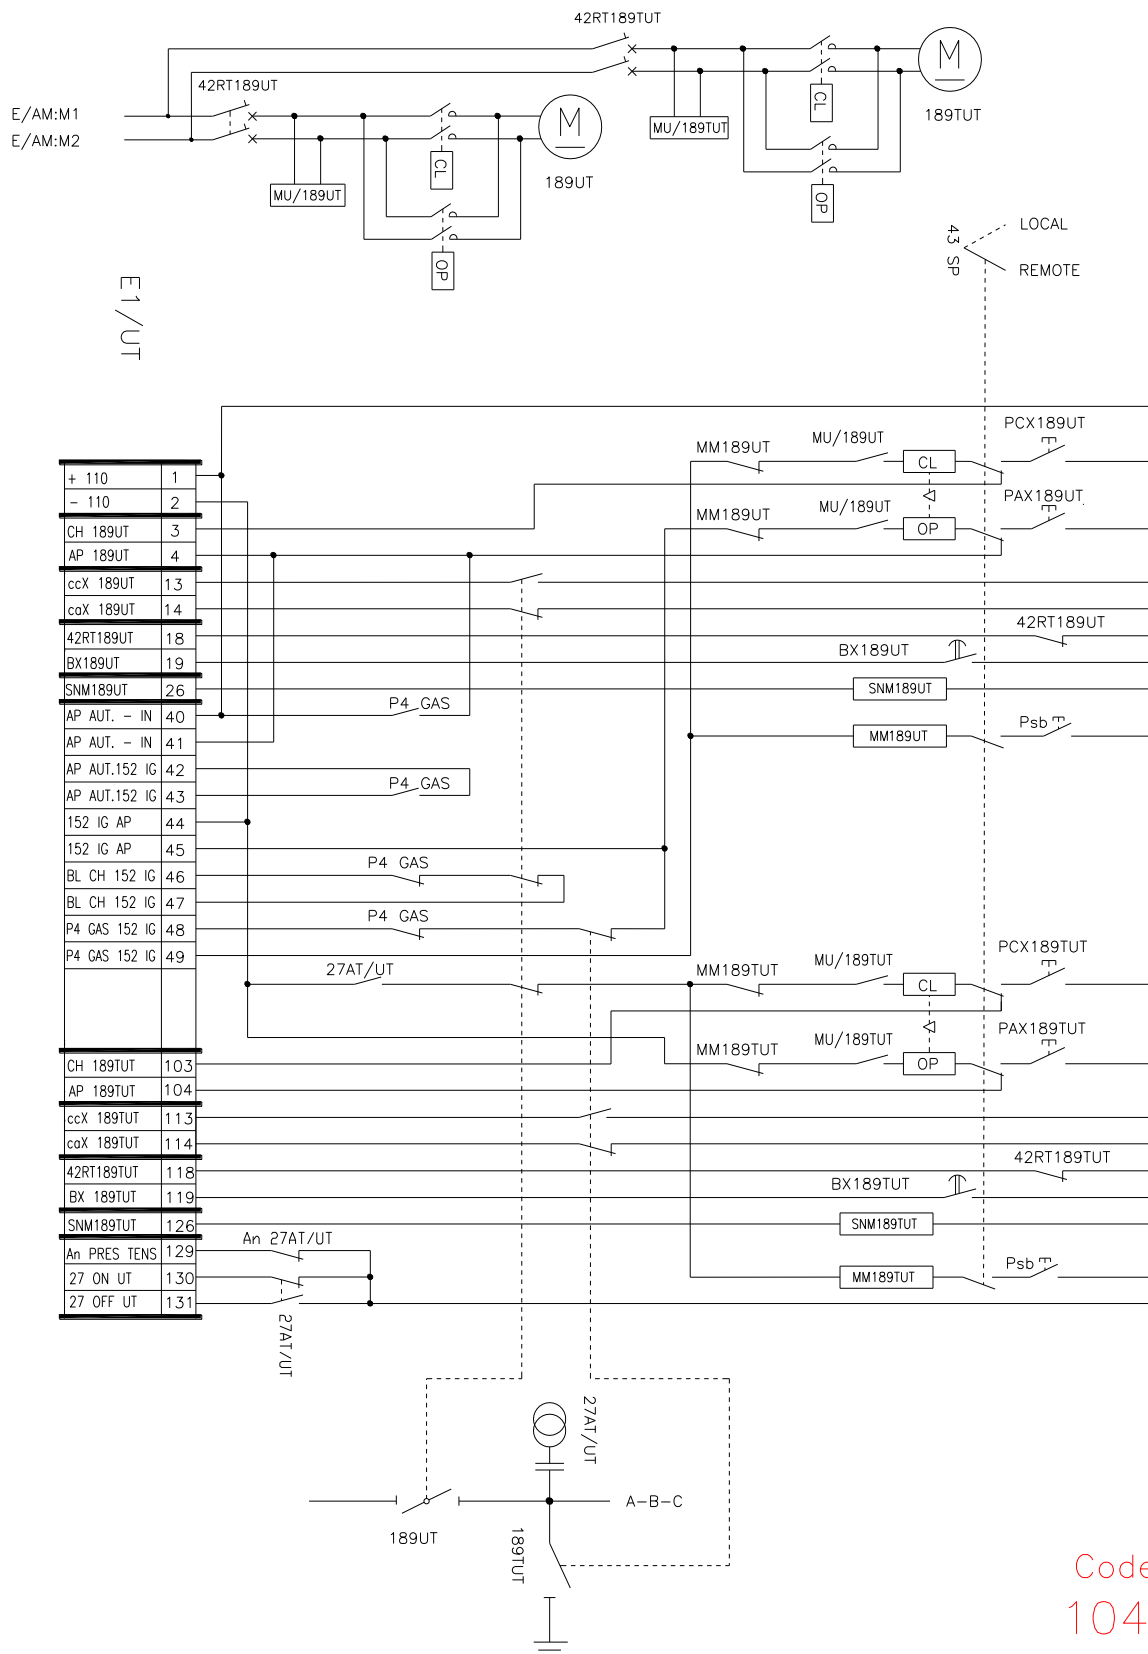 42RT189TUT
M
189TUT
CL
MU/189TUT
OP
42RT189UT
E/AM:M1
E/AM:M2
M
189UT
CL
MU/189UT
OP
43 SP
LOCAL
REMOTE
E1/UT
MM189UT
MU/189UT
CL
PCX189UT
MM189UT
MU/189UT
OP
PAX189UT
+ 110 1
- 110 2
CH 189UT 3
AP 189UT 4
ccX 189UT 13
caX 189UT 14
42RT189UT 18
42RT189UT
BX189UT 19
BX189UT
SNM189UT 26
SNM189UT
AP AUT. - IN 40
P4 GAS
AP AUT. - IN 41
MM189UT
Psb
AP AUT.152 IG 42
AP AUT.152 IG 43
P4 GAS
152 IG AP 44
152 IG AP 45
BL CH 152 IG 46
P4 GAS
BL CH 152 IG 47
P4 GAS 152 IG 48
P4 GAS
P4 GAS 152 IG 49
27AT/UT
MM189TUT
MU/189TUT
CL
PCX189TUT
MM189TUT
MU/189TUT
OP
PAX189TUT
CH 189TUT 103
AP 189TUT 104
ccX 189TUT 113
caX 189TUT 114
42RT189TUT 118
42RT189TUT
BX 189TUT 119
BX189TUT
SNM189TUT 126
SNM189TUT
An PRES TENS 129
An 27AT/UT
27 ON UT 130
MM189TUT
Psb
27 OFF UT 131
27AT/UT
27AT/UT
A-B-C
189UT
189TUT
Code
104